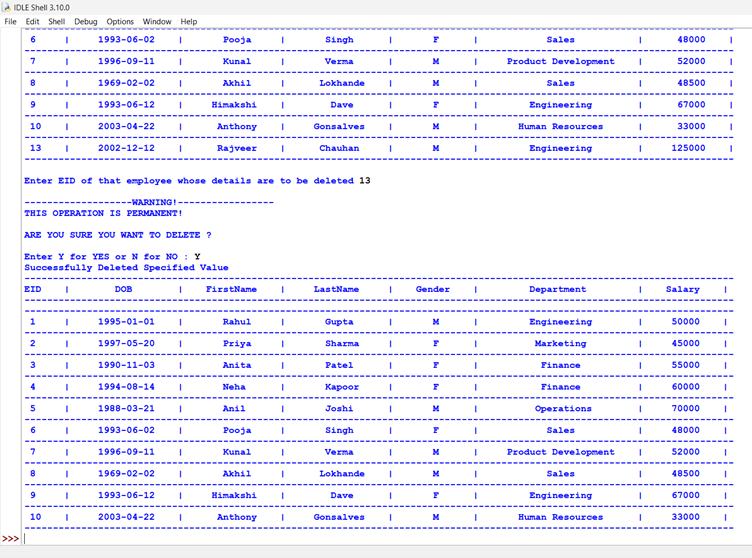 IDLE Shell 3.10.0
File Edit Shell Debug Options Window Help
6 | 1993-06-02 | Pooja | Singh | F | Sales | 48000 |
7 | 1996-09-11 | Kunal | Verma | M | Product Development | 52000 |
8 | 1969-02-02 | Akhil | Lokhande | M | Sales | 48500 |
9 | 1993-06-12 | Himakshi | Dave | F | Engineering | 67000 |
10 | 2003-04-22 | Anthony | Gonsalves | M | Human Resources | 33000 |
13 | 2002-12-12 | Rajveer | Chauhan | M | Engineering | 125000 |
Enter EID of that employee whose details are to be deleted 13
------------------WARNING!----------------
THIS OPERATION IS PERMANENT!
ARE YOU SURE YOU WANT TO DELETE ?
Enter Y for YES or N for NO : Y
Successfully Deleted Specified Value
EID | DOB | FirstName | LastName | Gender | Department | Salary |
1 | 1995-01-01 | Rahul | Gupta | M | Engineering | 50000 |
2 | 1997-05-20 | Priya | Sharma | F | Marketing | 45000 |
3 | 1990-11-03 | Anita | Patel | F | Finance | 55000 |
4 | 1994-08-14 | Neha | Kapoor | F | Finance | 60000 |
5 | 1988-03-21 | Anil | Joshi | M | Operations | 70000 |
6 | 1993-06-02 | Pooja | Singh | F | Sales | 48000 |
7 | 1996-09-11 | Kunal | Verma | M | Product Development | 52000 |
8 | 1969-02-02 | Akhil | Lokhande | M | Sales | 48500 |
9 | 1993-06-12 | Himakshi | Dave | F | Engineering | 67000 |
10 | 2003-04-22 | Anthony | Gonsalves | M | Human Resources | 33000 |
>>>